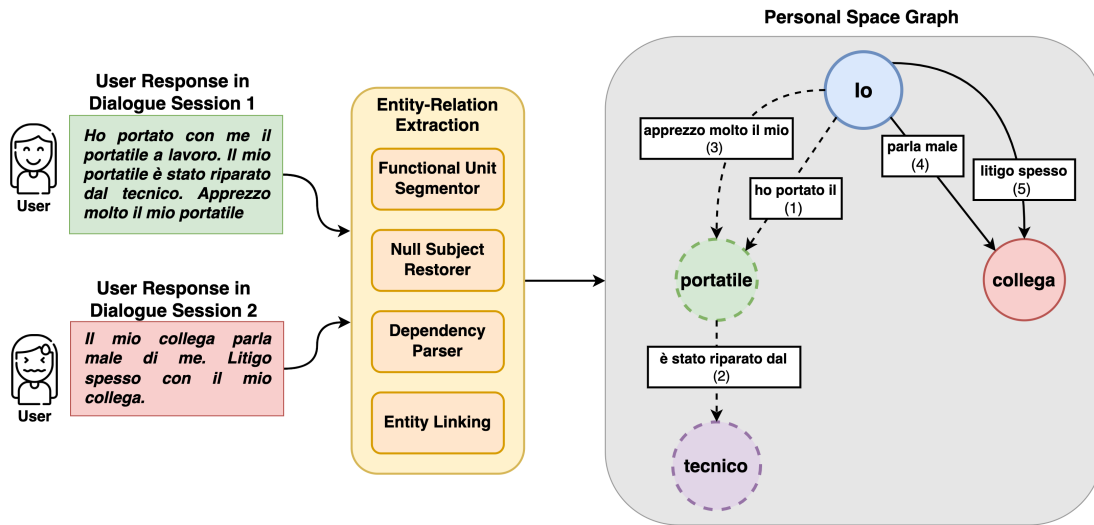 Personal Space Graph
User Response in
Dialogue Session 1
Ho portato con me il
portatile a lavoro. Il mio
portatile è stato riparato
dal tecnico. Apprezzo
molto il mio portatile
User
User Response in
Dialogue Session 2
Il mio collega parla
male di me. Litigo
spesso con il mio
collega.
User
Entity-Relation
Extraction
Functional Unit
Segmentor
Null Subject
Restorer
Dependency
Parser
Entity Linking
Io
apprezzo molto il mio
(3)
ho portato il
(1)
parla male
(4)
litigo spesso
(5)
portatile
collega
è stato riparato dal
(2)
tecnico